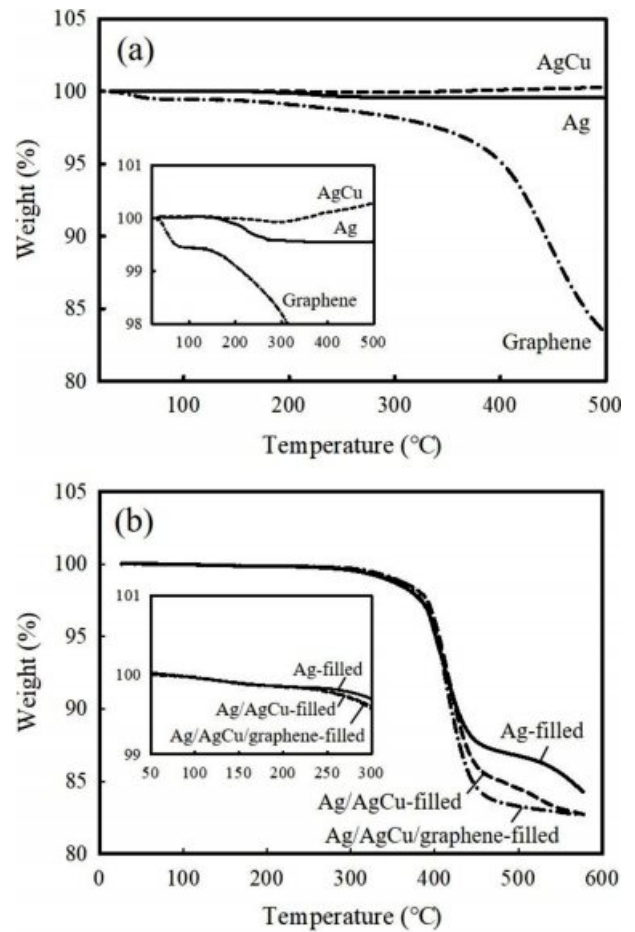 105
(a)
AgCu
100
Ag
95
101
AgCu
100
Ag
90
99
Graphene
85
98
100 200 300 400 500
Graphene
80
100 200 300 400 500
Weight (%)
Temperature (°C)
105
(b)
100
101
95
100
Ag-filled
Ag/AgCu-filled
90
Ag/AgCu/graphene-filled
Ag-filled
99
50 100 150 200 250 300
85
Ag/AgCu-filled
Ag/AgCu/graphene-filled
80
0 100 200 300 400 500 600
Weight (%)
Temperature (°C)